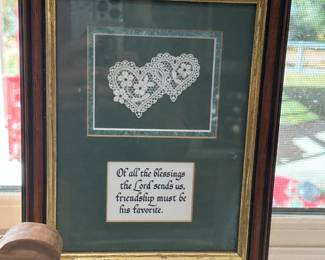 Of all the blessings
the Lord sends us,
friendship must be
his favorite.